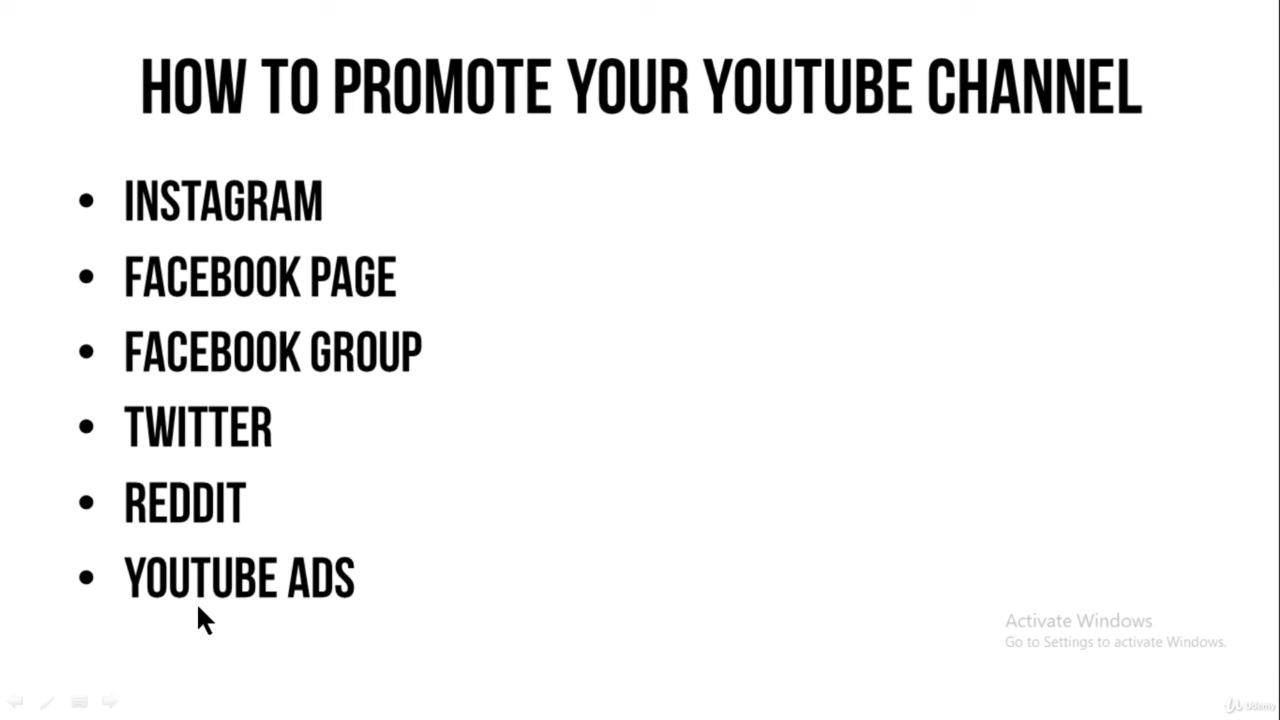 HOW TO PROMOTE YOUR YOUTUBE CHANNEL
• INSTAGRAM
• FACEBOOK PAGE
• FACEBOOK GROUP
• TWITTER
• REDDIT
• YOUTUBE ADS
Activate Windows
Go to Settings to activate Windows.
Udemy